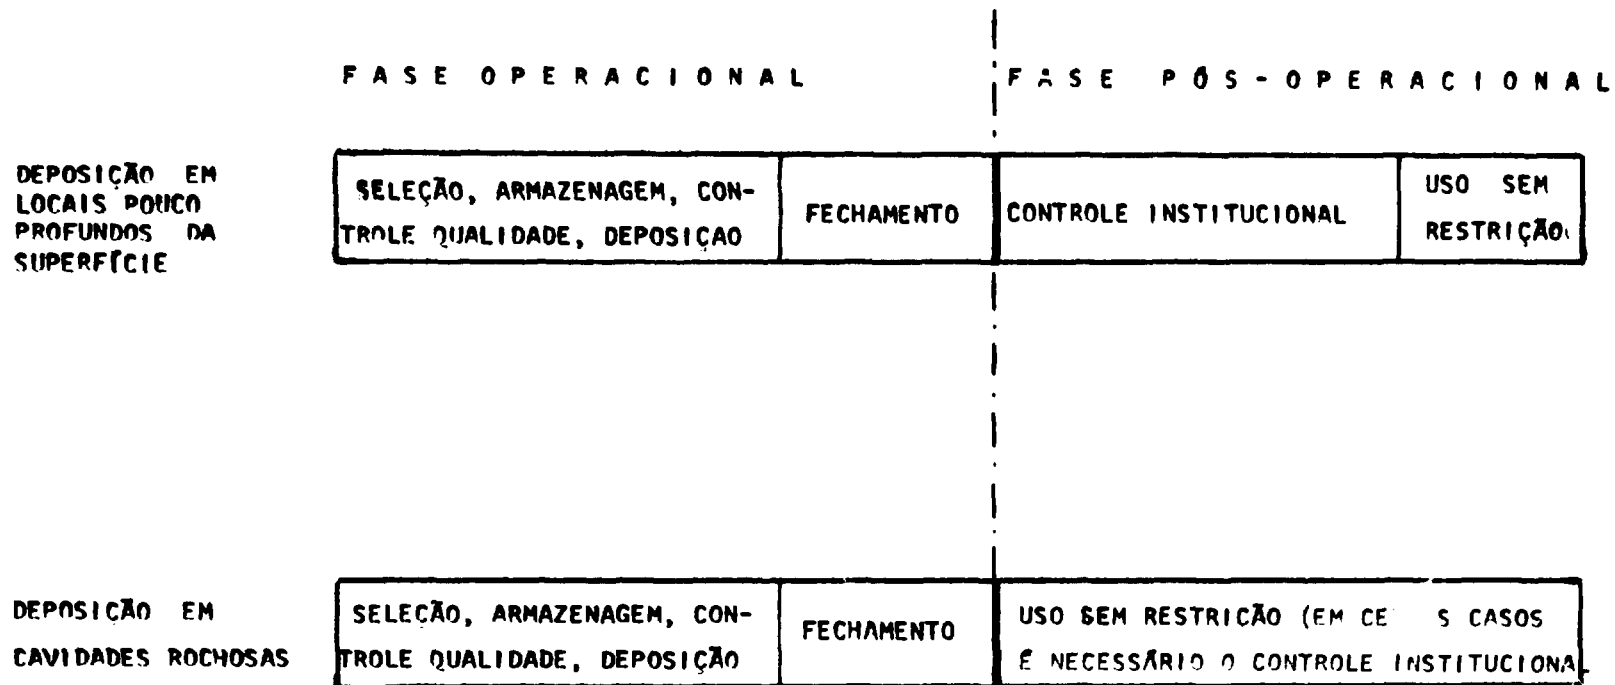 FASE OPERACIONAL
FASE PÓS-OPERACIONAL
DEPOSIÇÃO EM
LOCAIS POUCO
PROFUNDOS DA
SUPERFÍCIE
SELEÇÃO, ARMAZENAGEM, CON-
TROLE QUALIDADE, DEPOSIÇAO
FECHAMENTO
CONTROLE INSTITUCIONAL
USO SEM
RESTRIÇÃO
DEPOSIÇÃO EM
CAVIDADES ROCHOSAS
SELEÇÃO, ARMAZENAGEM, CON-
TROLE QUALIDADE, DEPOSIÇÃO
FECHAMENTO
USO SEM RESTRIÇÃO (EM CASOS
É NECESSÁRIO O CONTROLE